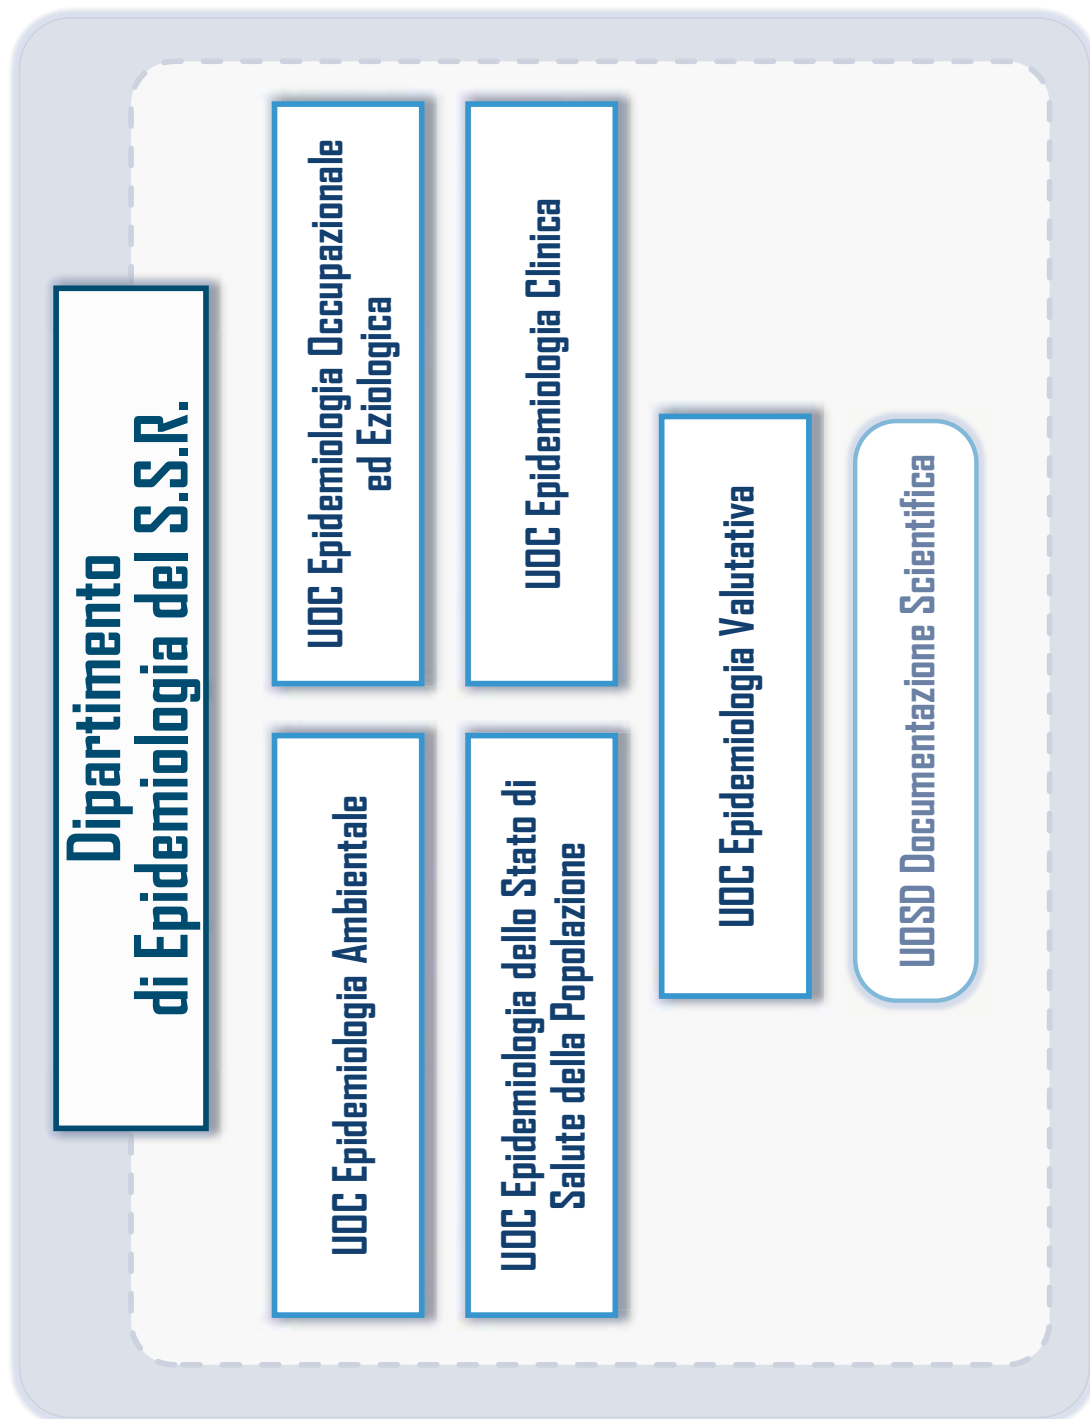 Dipartimento
di Epidemiologia del S.S.R.
UOC Epidemiologia Ambientale
UOC Epidemiologia Occupazionale
ed Eziologica
UOC Epidemiologia dello Stato di
Salute della Popolazione
UOC Epidemiologia Clinica
UOC Epidemiologia Valutativa
UOSD Documentazione Scientifica